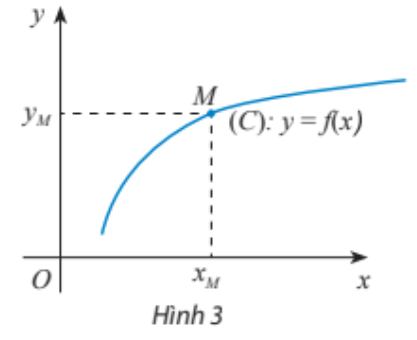 y
M
y_M
(C): y = f(x)
O
x_M
x
Hình 3